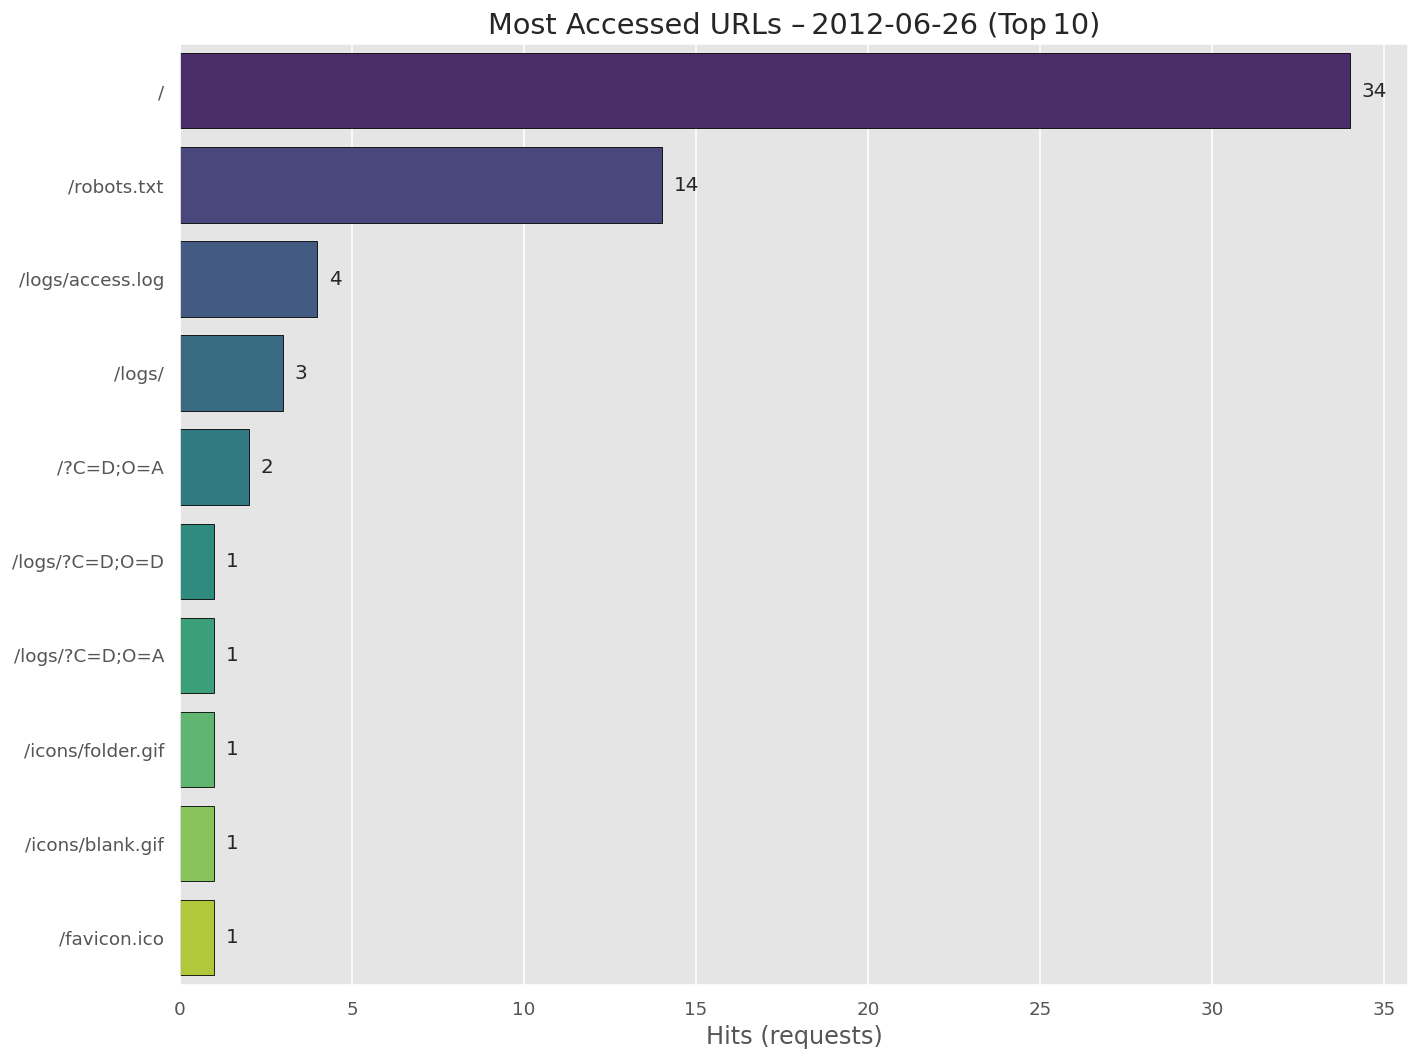 Most Accessed URLs – 2012-06-26 (Top 10)
/
34
/robots.txt
14
/logs/access.log
4
/logs/
3
/?C=D;O=A
2
/logs/?C=D;O=D
1
/logs/?C=D;O=A
1
/icons/folder.gif
1
/icons/blank.gif
1
/favicon.ico
1
0 5 10 15 20 25 30 35
Hits (requests)